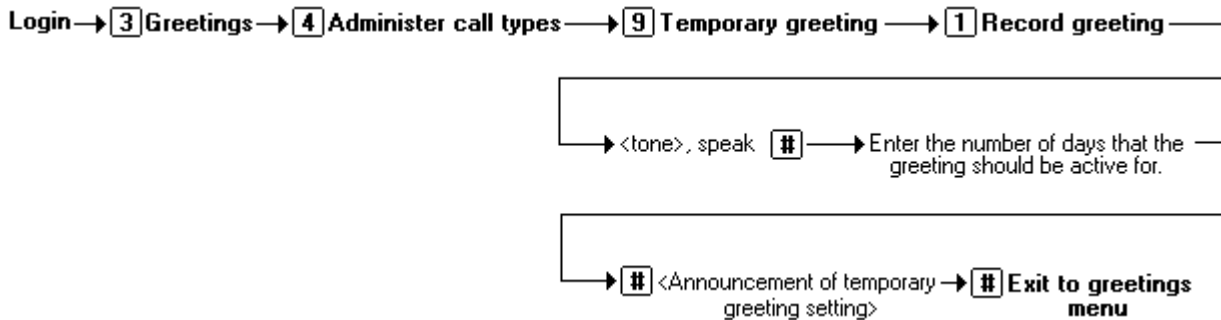 Login 3 Greetings 4 Administer call types 9 Temporary greeting 1 Record greeting
<tone>, speak # Enter the number of days that the
greeting should be active for.
# <Announcement of temporary # Exit to greetings
greeting setting> menu